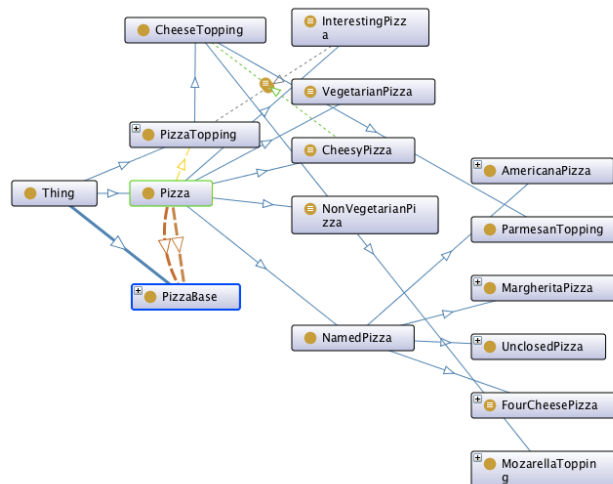 CheeseTopping
InterestingPizz
a
VegetarianPizza
PizzaTopping
CheesyPizza
AmericanaPizza
Thing
Pizza
NonVegetarianPi
zza
ParmesanTopping
PizzaBase
MargheritaPizza
NamedPizza
UnclosedPizza
FourCheesePizza
MozarellaToppin
g